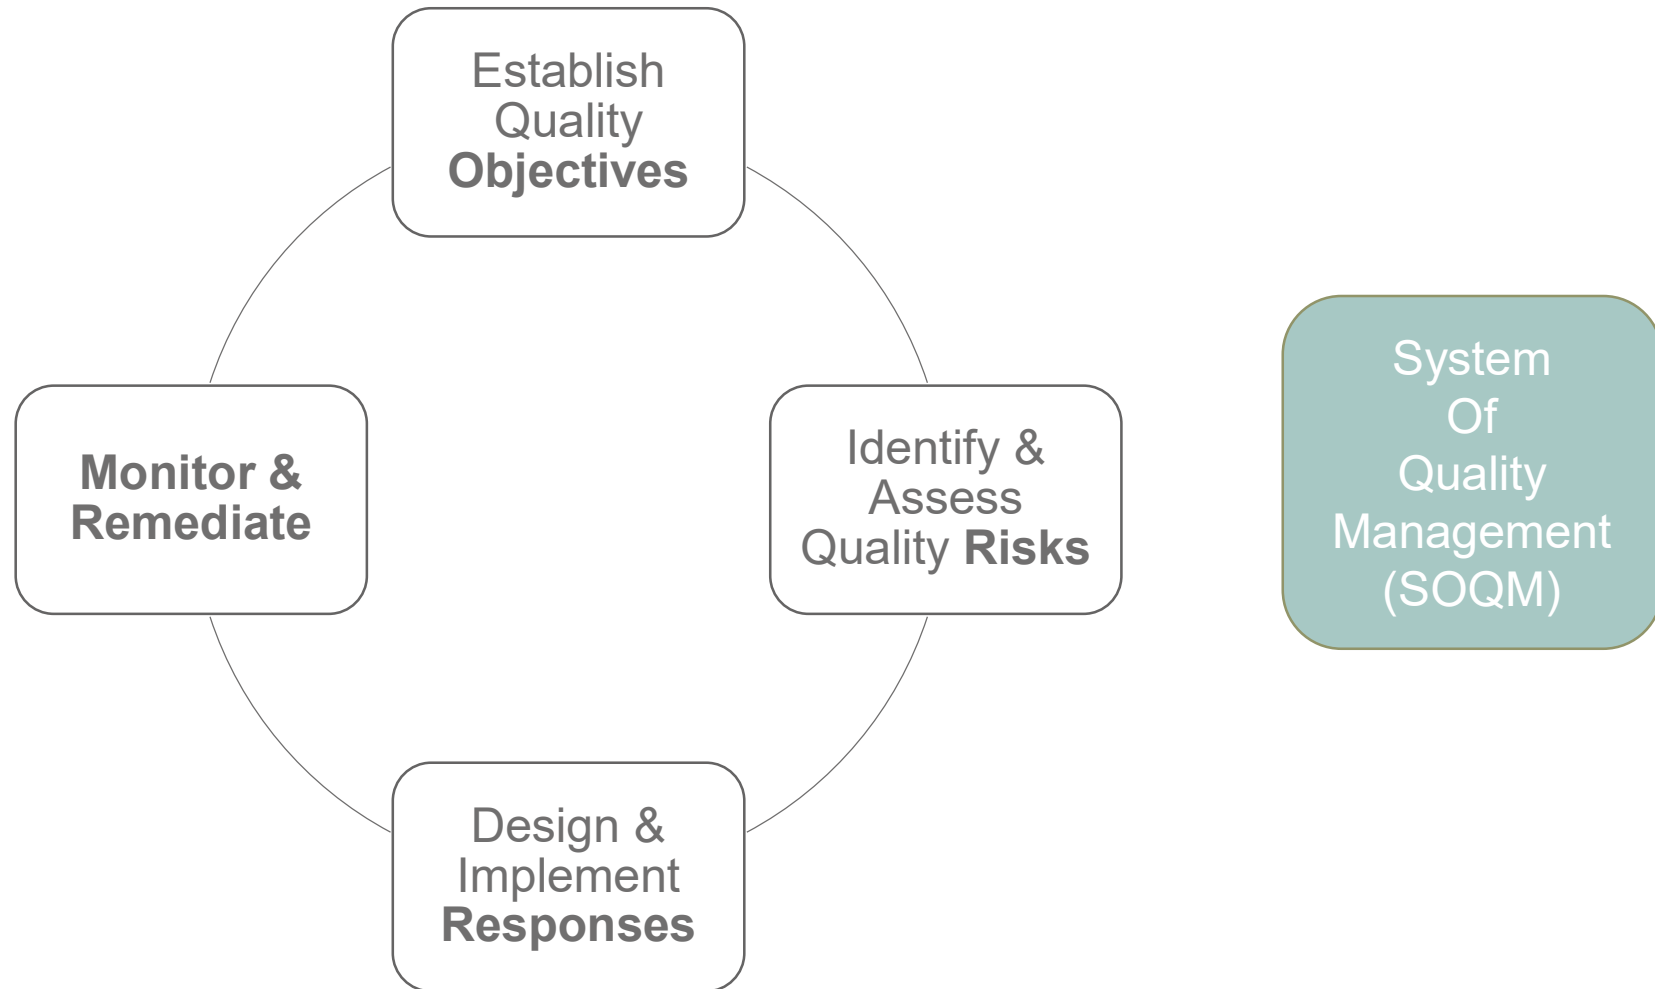 Establish
Quality
Objectives
Identify &
Assess
Quality Risks
Design &
Implement
Responses
Monitor &
Remediate
System
Of
Quality
Management
(SOQM)